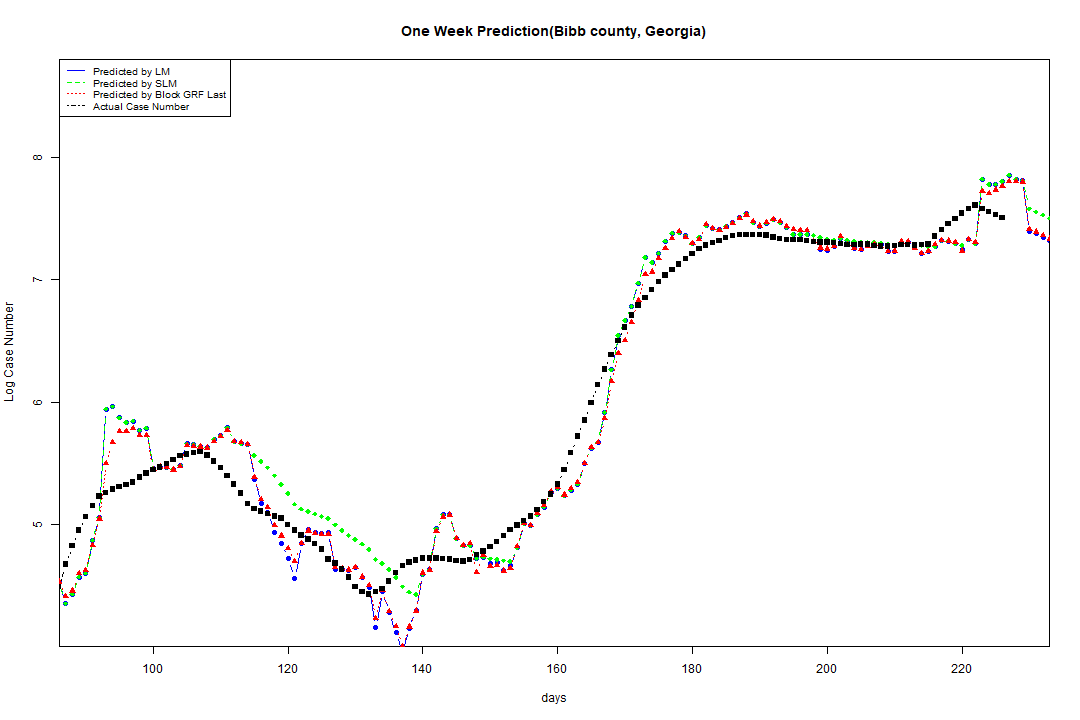 One Week Prediction(Bibb county, Georgia)
Predicted by LM
Predicted by SLM
Predicted by Block GRF Last
Actual Case Number
8
7
6
5
Log Case Number
100 120 140 160 180 200 220
days